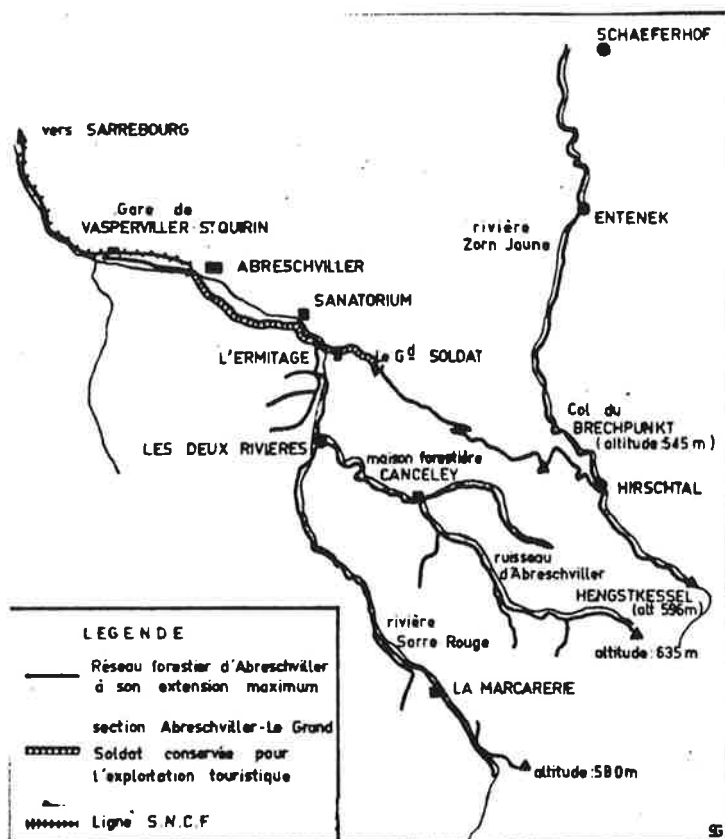 SCHAEFERHOF
vers SARREBOURG
Gare de
VASPERVILLER-St QUIRIN
ENTENEK
rivière
Zorn Jaune
ABRESCHVILLER
SANATORIUM
L'ERMITAGE
Le Gd SOLDAT
Col du
BRECHPUNKT
(altitude:545 m)
LES DEUX RIVIERES
maison forestière
CANCELEY
HIRSCHTAL
ruisseau
d'Abreschviller
HENGSTKESSEL
(alt 596m)
rivière
Sarre Rouge
altitude:635m
LA MARCARERIE
altitude:580m
LEGENDE
Réseau forestier d'Abreschviller
à son extension maximum
section Abreschviller-Le Grand
Soldat conservée pour
l'exploitation touristique
Ligne S.N.C.F